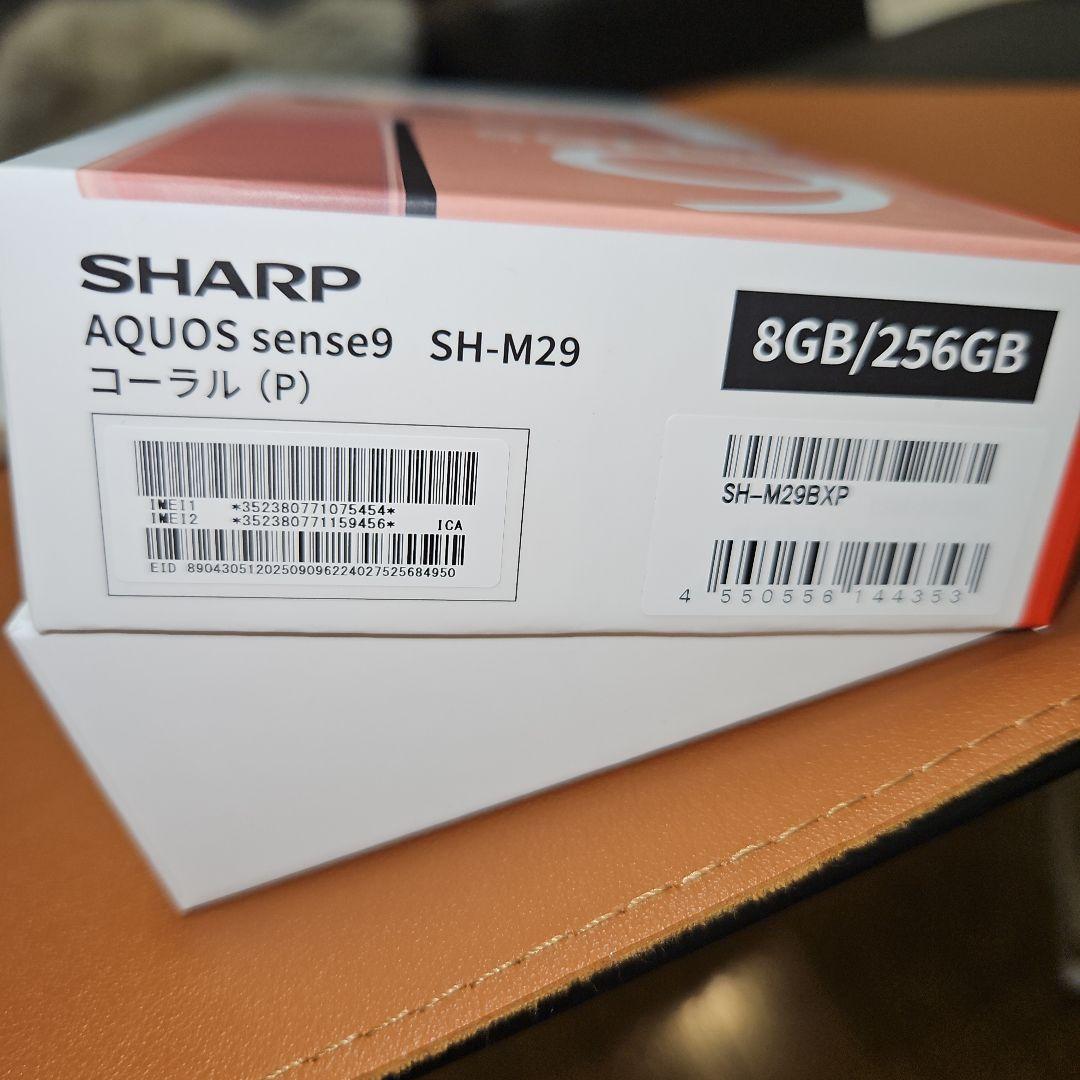 SHARP
AQUOS sense9 SH-M29
コーラル（P）
8GB/256GB
IMEI1 *352380771075454*
IMEI2 *352380771159456* ICA
EID 89043051202509096224027525684950
SH-M29BXP
4 550556 144353